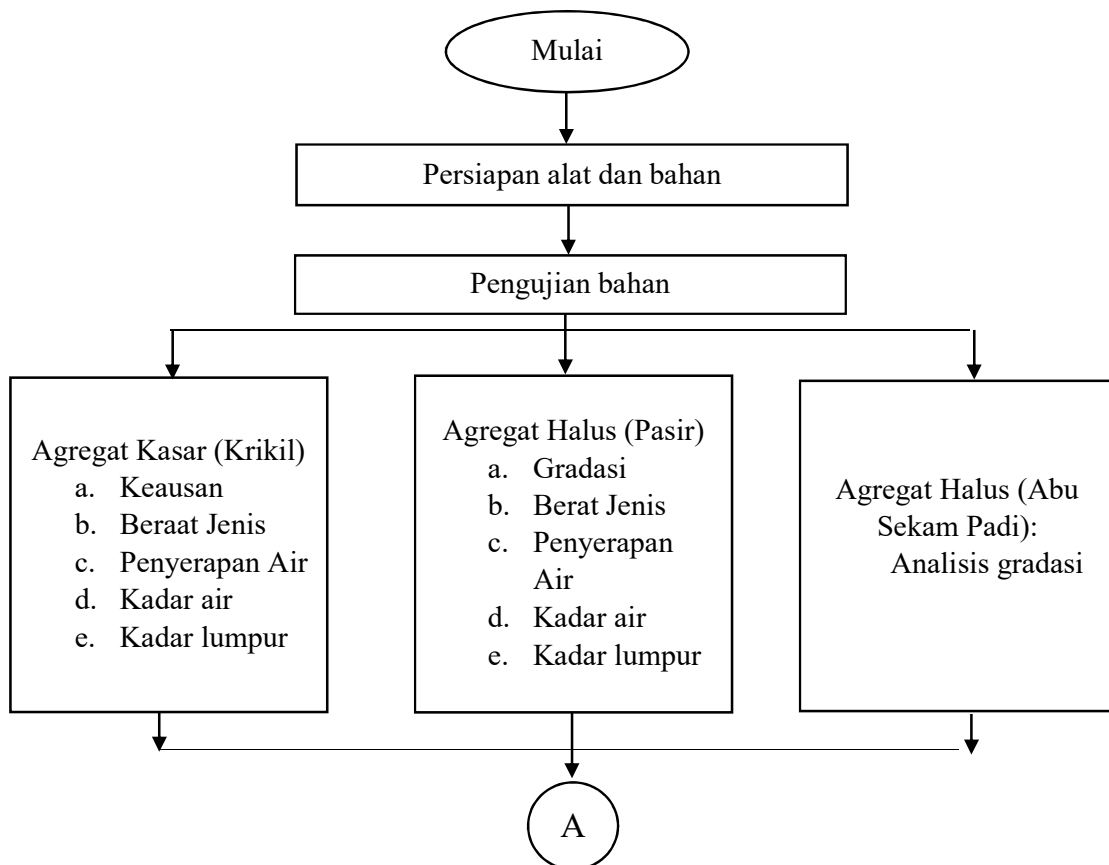 Mulai
Persiapan alat dan bahan
Pengujian bahan
Agregat Kasar (Krikil)
a. Keausan
b. Beraat Jenis
c. Penyerapan Air
d. Kadar air
e. Kadar lumpur
Agregat Halus (Pasir)
a. Gradasi
b. Berat Jenis
c. Penyerapan
Air
d. Kadar air
e. Kadar lumpur
Agregat Halus (Abu
Sekam Padi):
Analisis gradasi
A